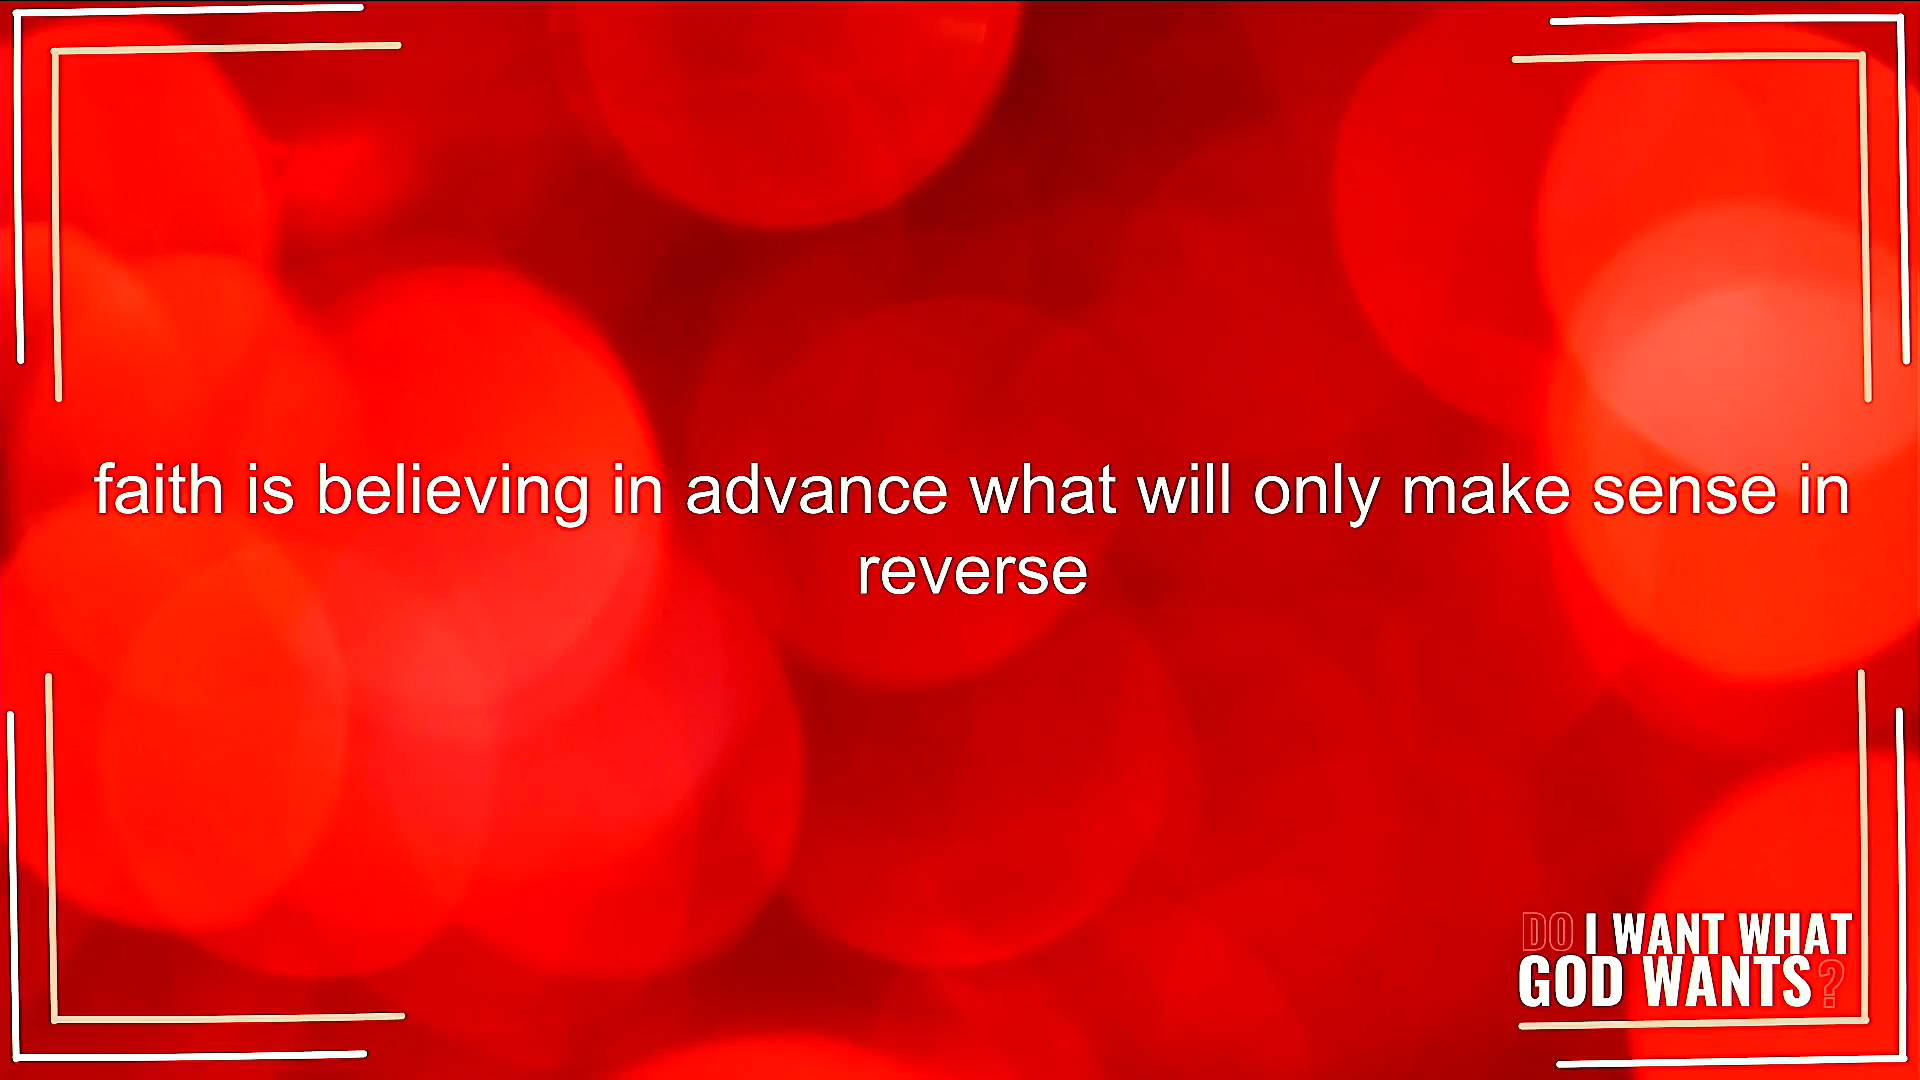 faith is believing in advance what will only make sense in
reverse
DO I WANT WHAT
GOD WANTS?